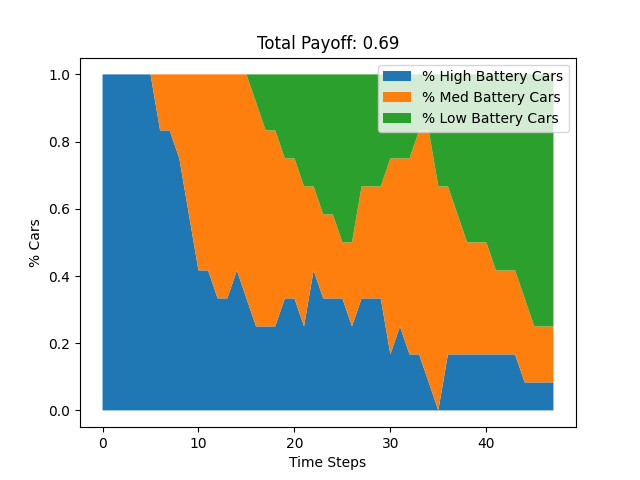 Total Payoff: 0.69
% High Battery Cars
% Med Battery Cars
% Low Battery Cars
1.0
0.8
0.6
0.4
0.2
0.0
% Cars
0
10
20
30
40
Time Steps